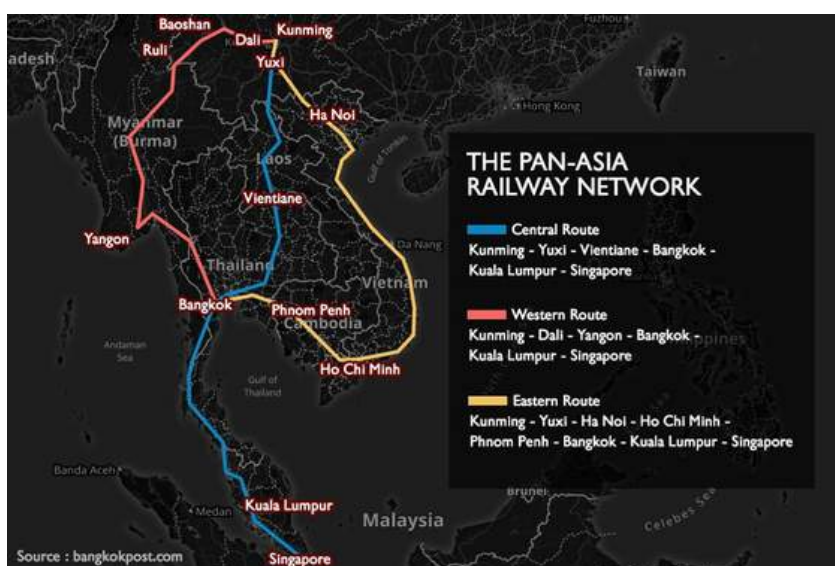 Baoshan
Kunming
Dali
Ruli
Yuxi
Fuzhou
Taiwan
Hong Kong
Ha Noi
Myanmar
(Burma)
Laos
Gulf of Tonkin
Vientiane
Yangon
Da Nang
Thailand
Vietnam
Bangkok
Phnom Penh
Cambodia
Andaman
Sea
Gulf of
Thailand
Ho Chi Minh
Banda Aceh
Medan
Kuala Lumpur
Malaysia
Brunei
Celebes Sea
Singapore
THE PAN-ASIA
RAILWAY NETWORK
Central Route
Kunming - Yuxi - Vientiane - Bangkok -
Kuala Lumpur - Singapore
Western Route
Kunming - Dali - Yangon - Bangkok -
Kuala Lumpur - Singapore
Eastern Route
Kunming - Yuxi - Ha Noi - Ho Chi Minh -
Phnom Penh - Bangkok - Kuala Lumpur - Singapore
Source : bangkokpost.com